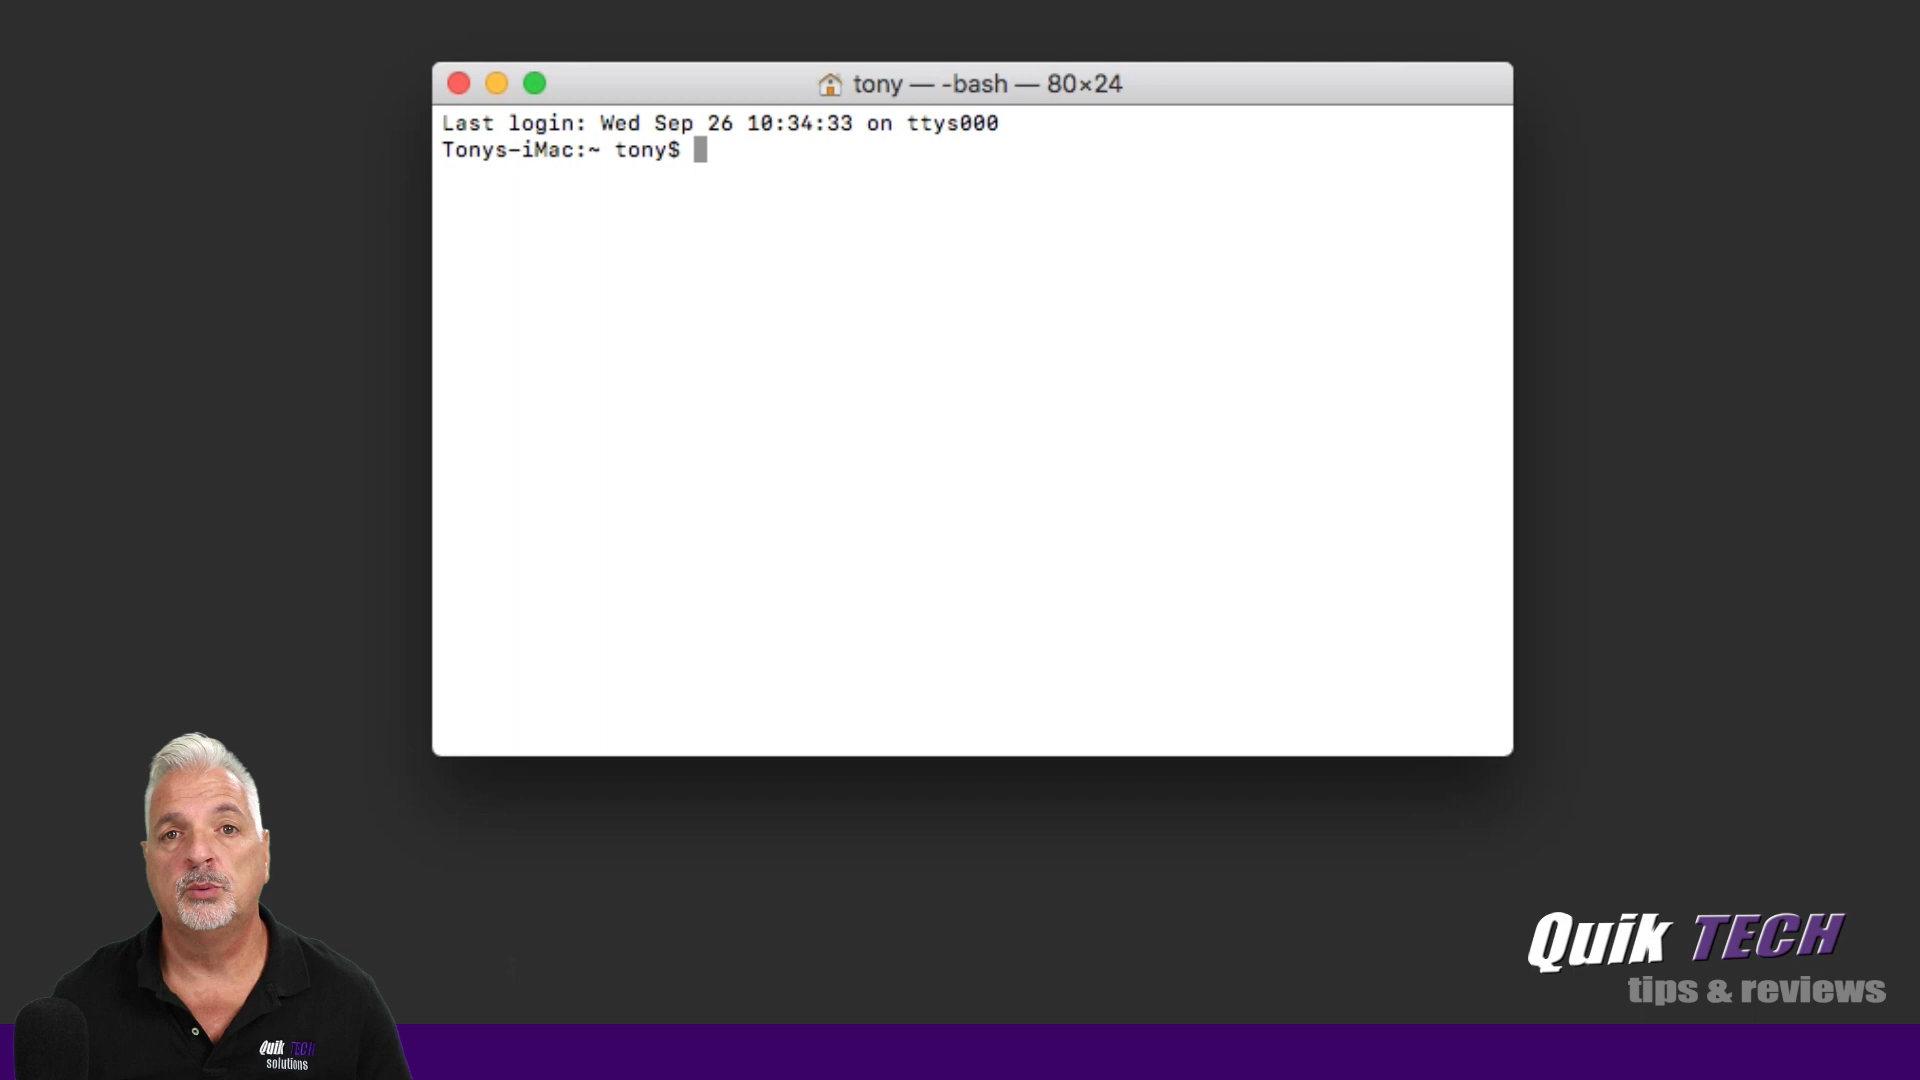 tony — -bash — 80×24
Last login: Wed Sep 26 10:34:33 on ttys000
Tonys-iMac:~ tony$
Quik TECH
tips & reviews
Quik TECH
solutions